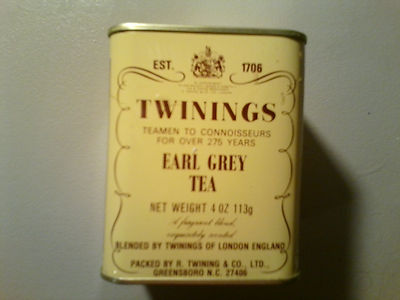 EST. 1706
TWININGS
TEAMEN TO CONNOISSEURS
FOR OVER 275 YEARS
EARL GREY
TEA
NET WEIGHT 4 OZ 113g
A fragrant blend,
exquisitely scented
BLENDED BY TWININGS OF LONDON ENGLAND
PACKED BY R. TWINING & CO., LTD.,
GREENSBORO N.C. 27406